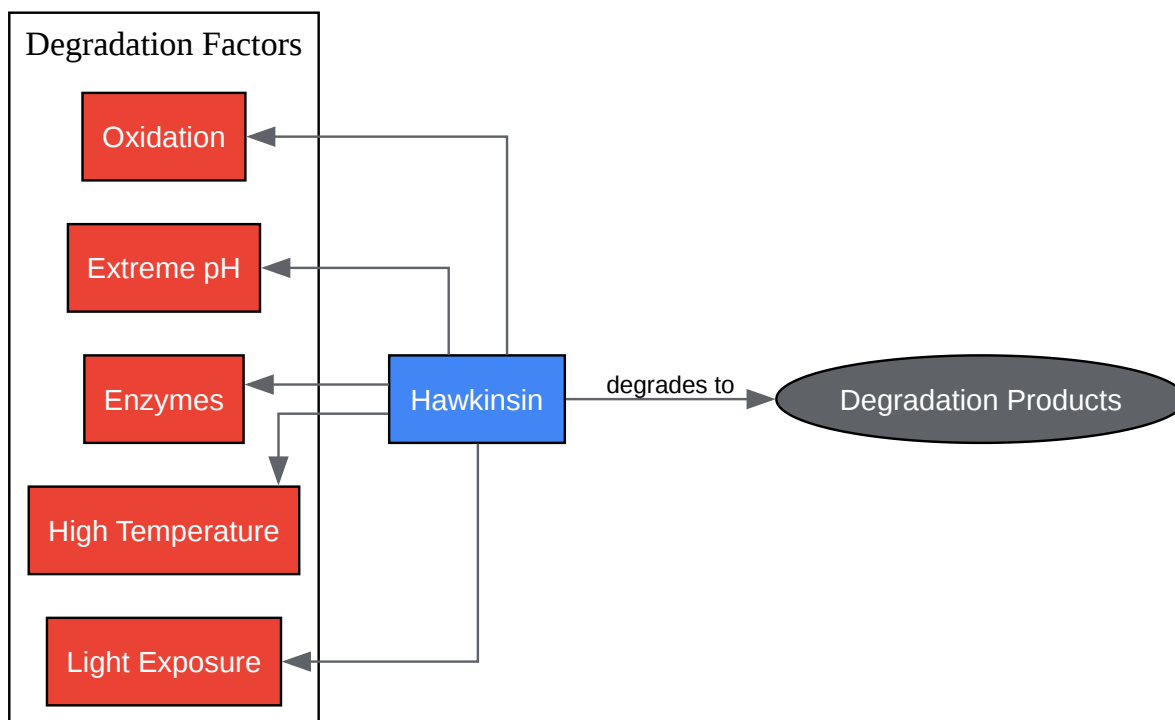 Degradation Factors
Oxidation
Extreme pH
Enzymes
Hawkinsin
degrades to
Degradation Products
High Temperature
Light Exposure